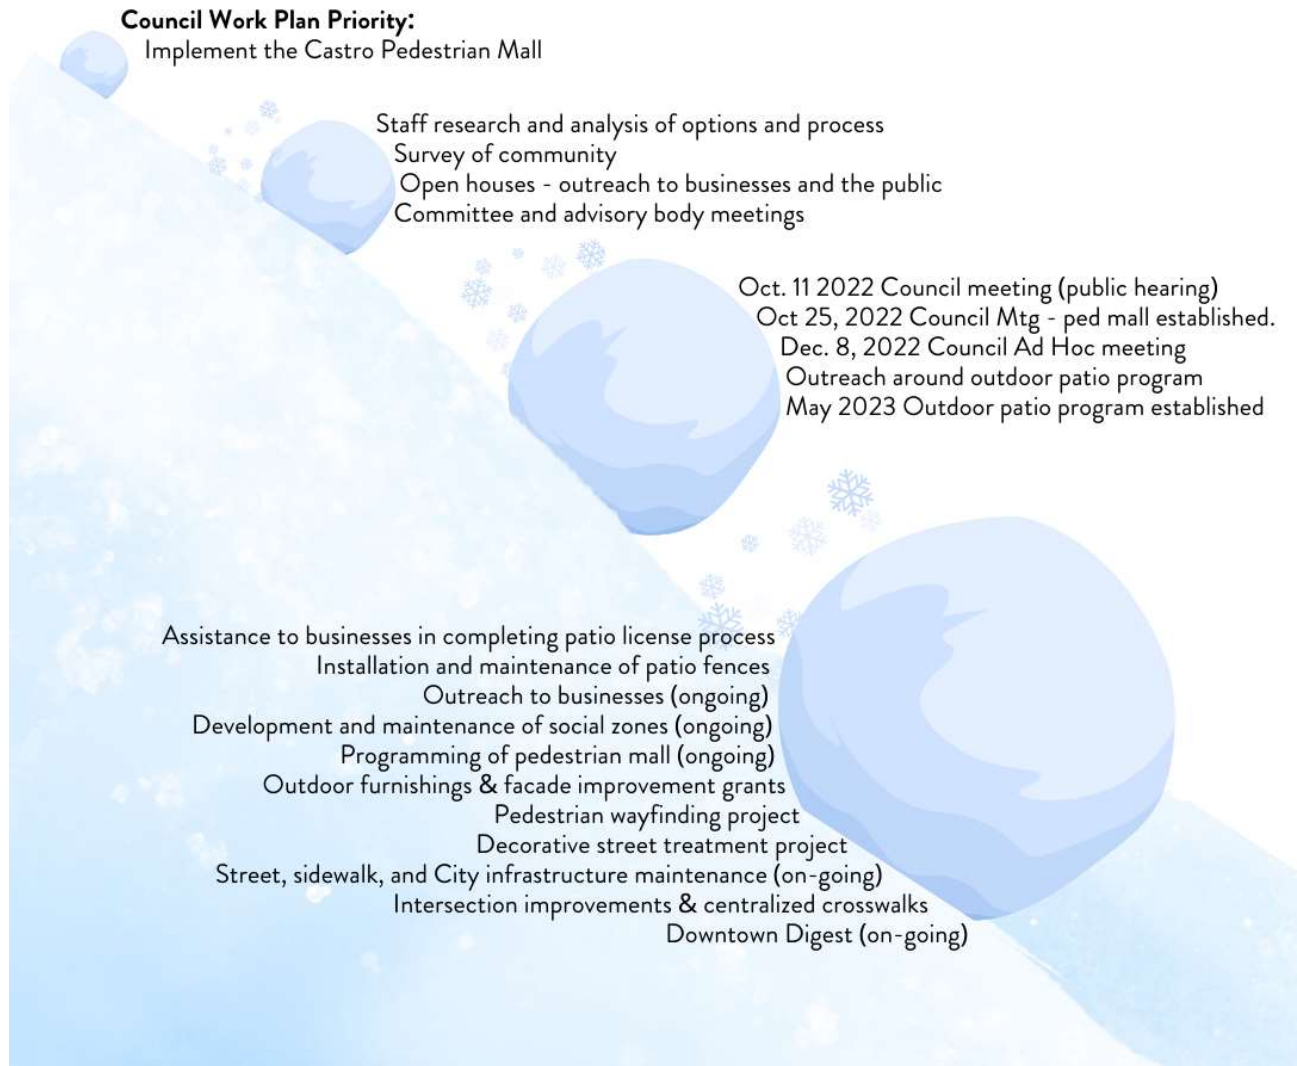 Council Work Plan Priority:
Implement the Castro Pedestrian Mall
Staff research and analysis of options and process
Survey of community
Open houses - outreach to businesses and the public
Committee and advisory body meetings
Oct. 11 2022 Council meeting (public hearing)
Oct 25, 2022 Council Mtg - ped mall established.
Dec. 8, 2022 Council Ad Hoc meeting
Outreach around outdoor patio program
May 2023 Outdoor patio program established
Assistance to businesses in completing patio license process
Installation and maintenance of patio fences
Outreach to businesses (ongoing)
Development and maintenance of social zones (ongoing)
Programming of pedestrian mall (ongoing)
Outdoor furnishings & facade improvement grants
Pedestrian wayfinding project
Decorative street treatment project
Street, sidewalk, and City infrastructure maintenance (on-going)
Intersection improvements & centralized crosswalks
Downtown Digest (on-going)